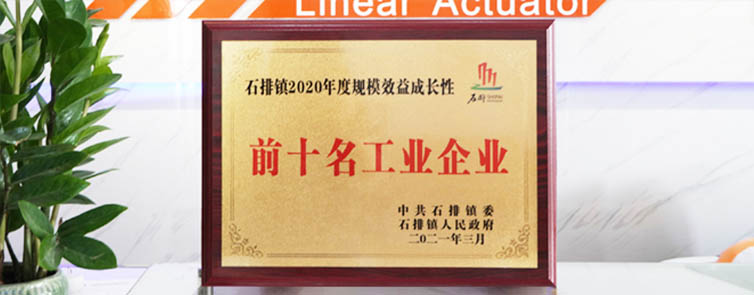 Linear Actuator
石排镇2020年度规模效益成长性
石排
前十名工业企业
中共石排镇委
石排镇人民政府
二〇二一年三月